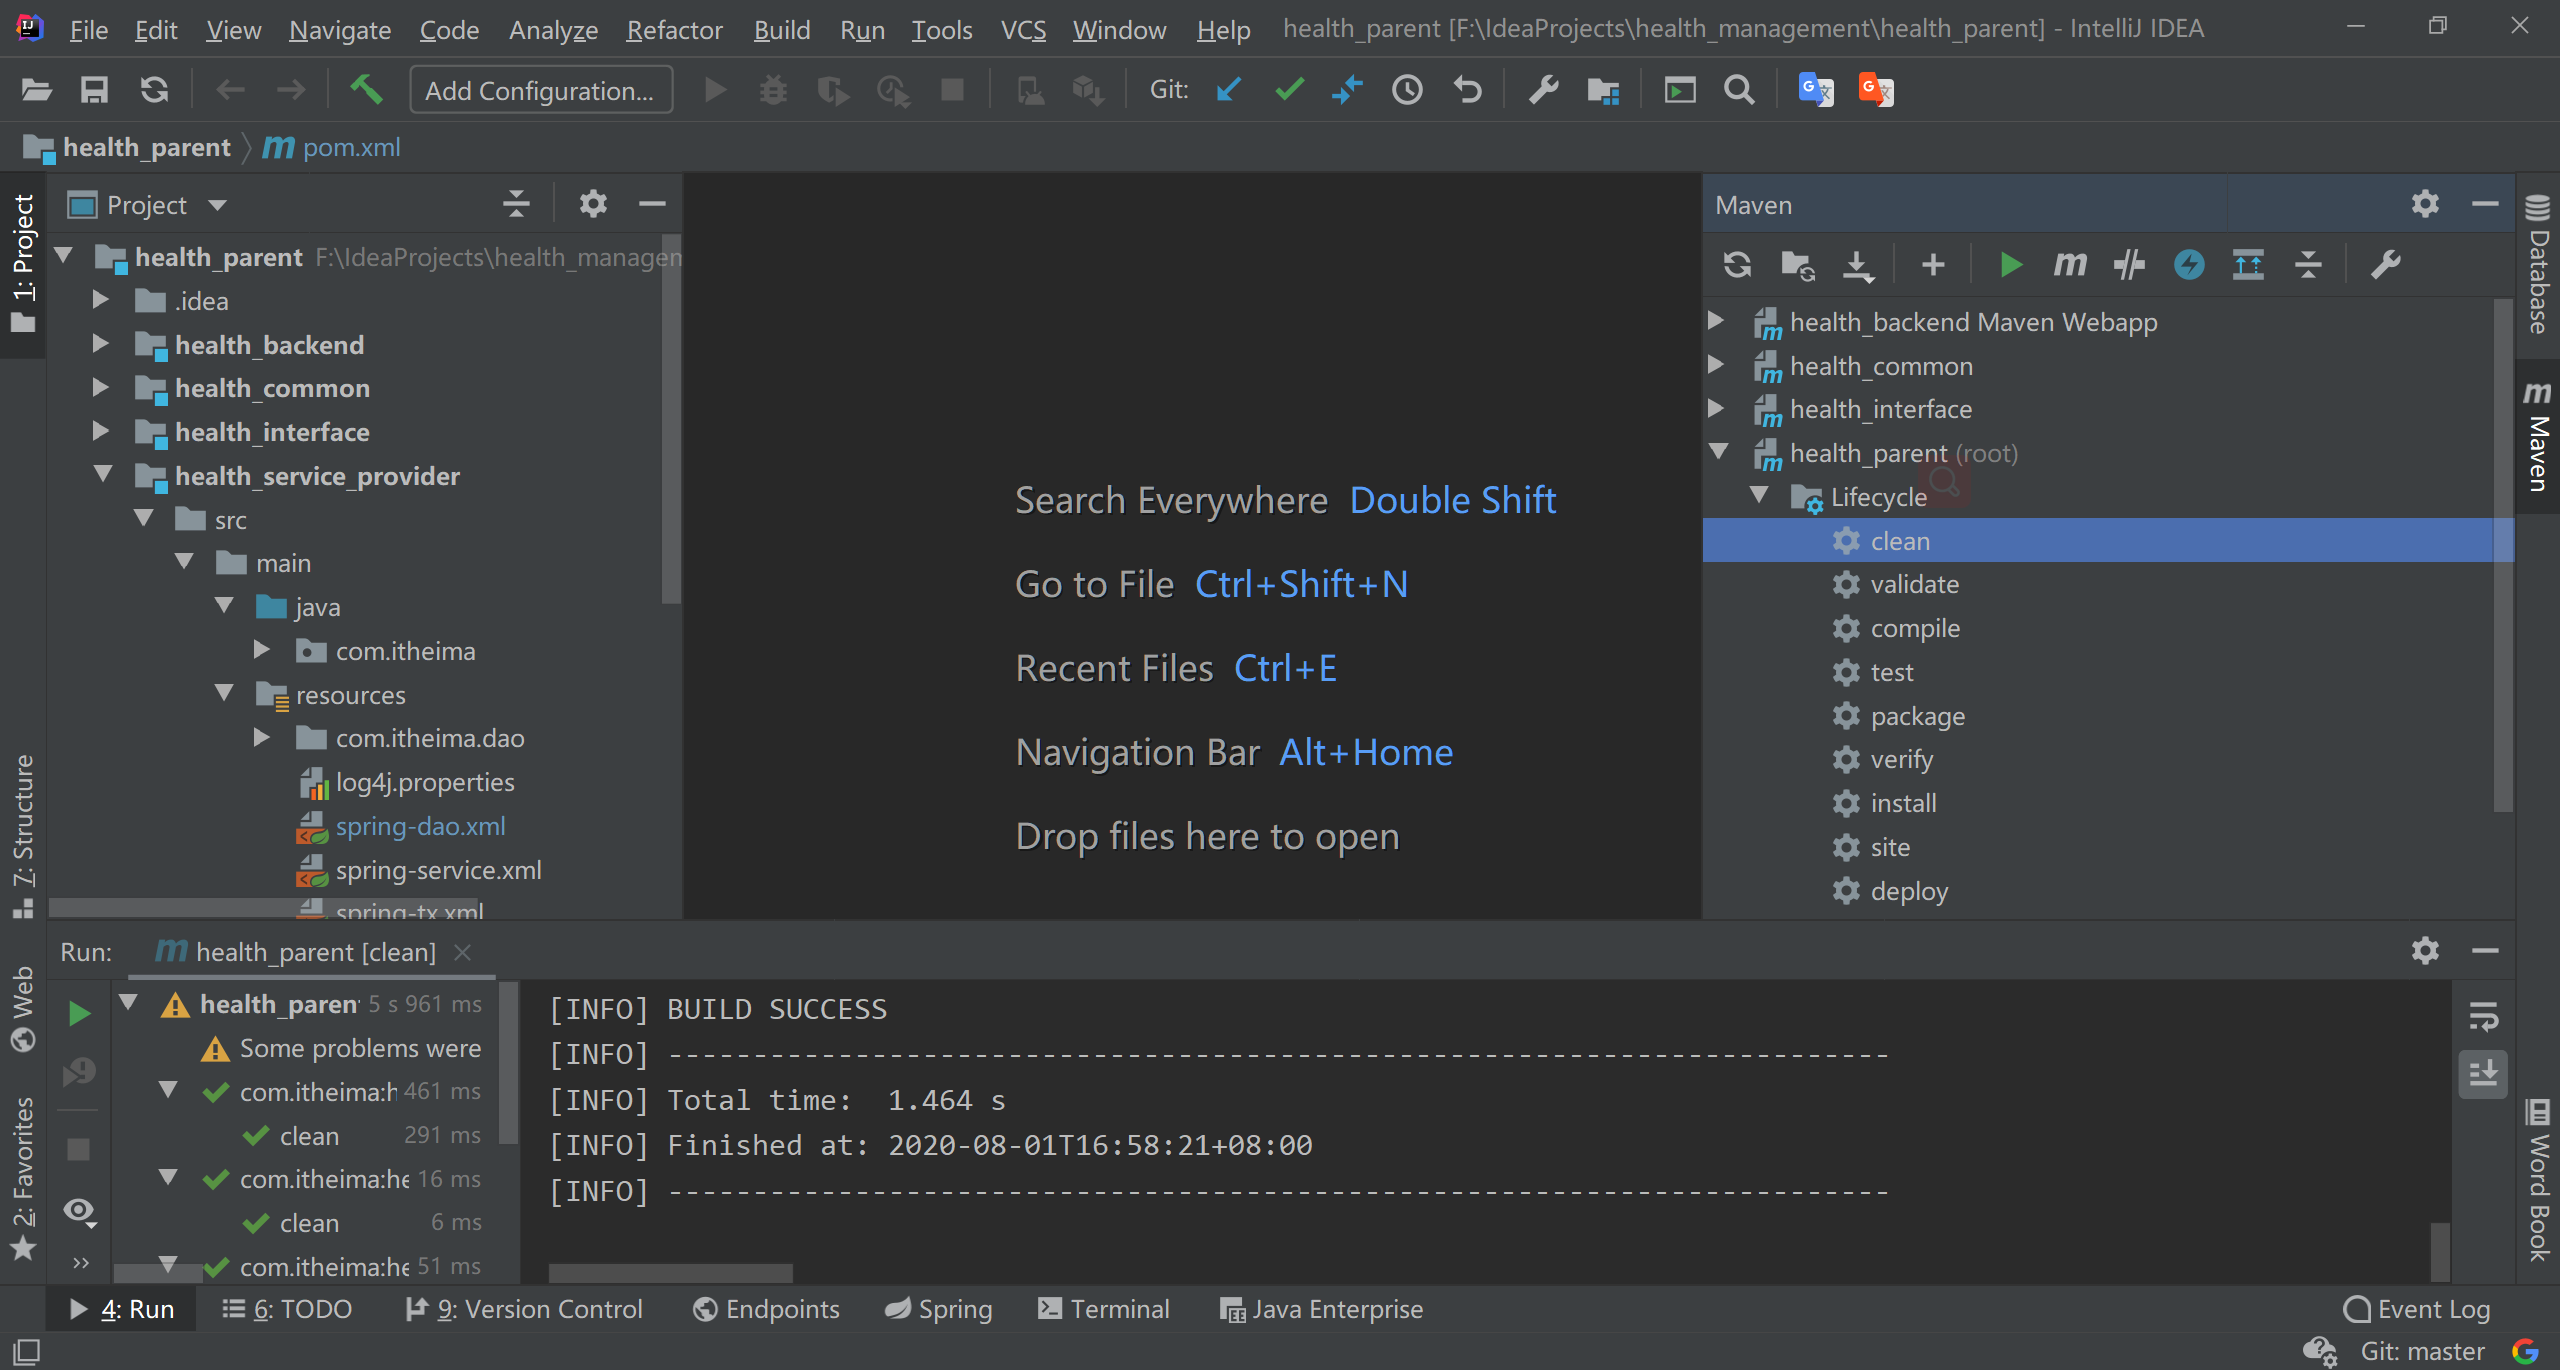 File Edit View Navigate Code Analyze Refactor Build Run Tools VCS Window Help health_parent [F:\IdeaProjects\health_management\health_parent] - IntelliJ IDEA
Add Configuration... Git:
health_parent m pom.xml
1: Project
7: Structure
Web
2: Favorites
Project
health_parent F:\IdeaProjects\health_managem
.idea
health_backend
health_common
health_interface
health_service_provider
src
main
java
com.itheima
resources
com.itheima.dao
log4j.properties
spring-dao.xml
spring-service.xml
spring-tx.xml
Search Everywhere Double Shift
Go to File Ctrl+Shift+N
Recent Files Ctrl+E
Navigation Bar Alt+Home
Drop files here to open
Maven
health_backend Maven Webapp
health_common
health_interface
health_parent (root)
Lifecycle
clean
validate
compile
test
package
verify
install
site
deploy
Database
Maven
Word Book
Run: health_parent [clean]
health_paren 5 s 961 ms
Some problems were
com.itheima:h 461 ms
clean 291 ms
com.itheima:he 16 ms
clean 6 ms
com.itheima:he 51 ms
[INFO] BUILD SUCCESS
[INFO] ------------------------------------------------------------------------
[INFO] Total time:  1.464 s
[INFO] Finished at: 2020-08-01T16:58:21+08:00
[INFO] ------------------------------------------------------------------------
4: Run 6: TODO 9: Version Control Endpoints Spring Terminal Java Enterprise Event Log
Git: master